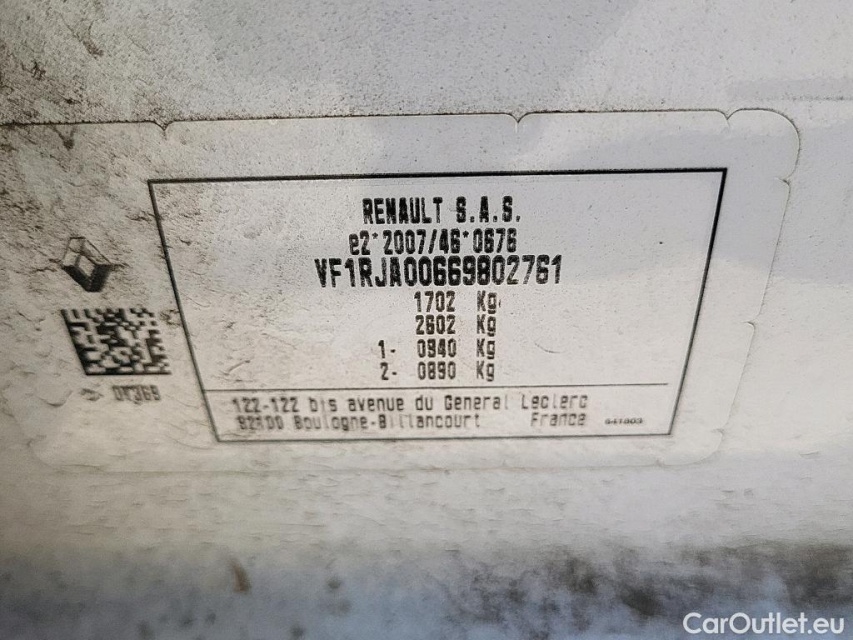 RENAULT S.A.S.
e2*2007/46*0676
VF1RJA00669802761
1702 Kg
2602 Kg
1- 0940 Kg
2- 0890 Kg
122-122 bis avenue du General Leclerc
92100 Boulogne-Billancourt France
CarOutlet.eu